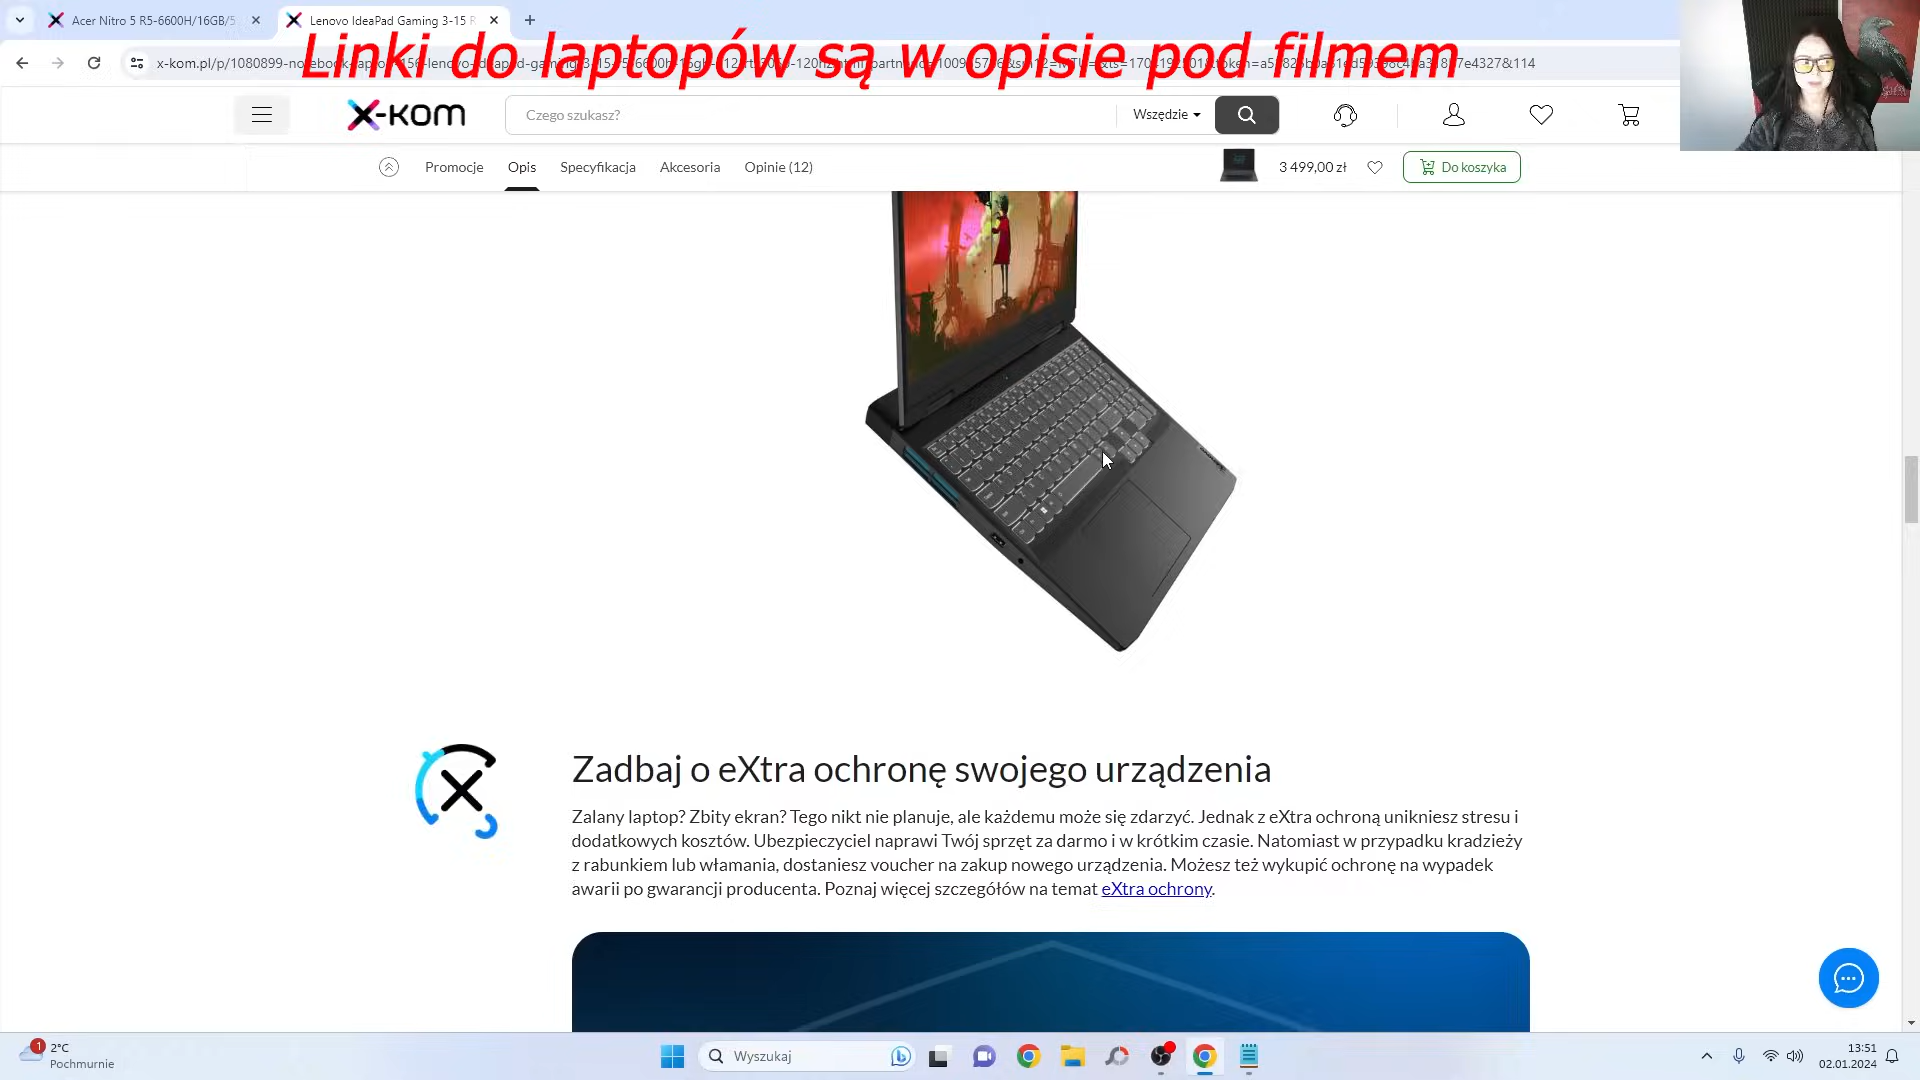 Acer Nitro 5 R5-6600H/16GB/5
Lenovo IdeaPad Gaming 3-15 R
Linki do laptopów są w opisie pod filmem
x-kom
Czego szukasz?
Wszędzie
Promocje
Opis
Specyfikacja
Akcesoria
Opinie (12)
3 499,00 zł
Do koszyka
Zadbaj o eXtra ochronę swojego urządzenia
Zalany laptop? Zbity ekran? Tego nikt nie planuje, ale każdemu może się zdarzyć. Jednak z eXtra ochroną unikniesz stresu i
dodatkowych kosztów. Ubezpieczyciel naprawi Twój sprzęt za darmo i w krótkim czasie. Natomiast w przypadku kradzieży
z rabunkiem lub włamania, dostaniesz voucher na zakup nowego urządzenia. Możesz też wykupić ochronę na wypadek
awarii po gwarancji producenta. Poznaj więcej szczegółów na temat eXtra ochrony.
1
2°C
Pochmurnie
Wyszukaj
13:51
02.01.2024